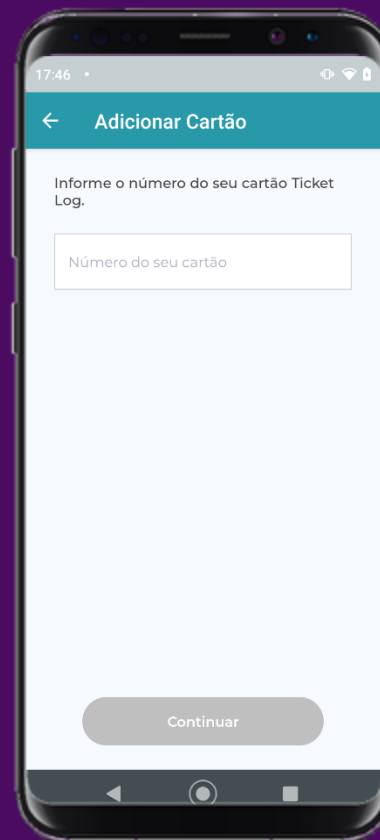 17:46
Adicionar Cartão
Informe o número do seu cartão Ticket
Log.
Número do seu cartão
Continuar